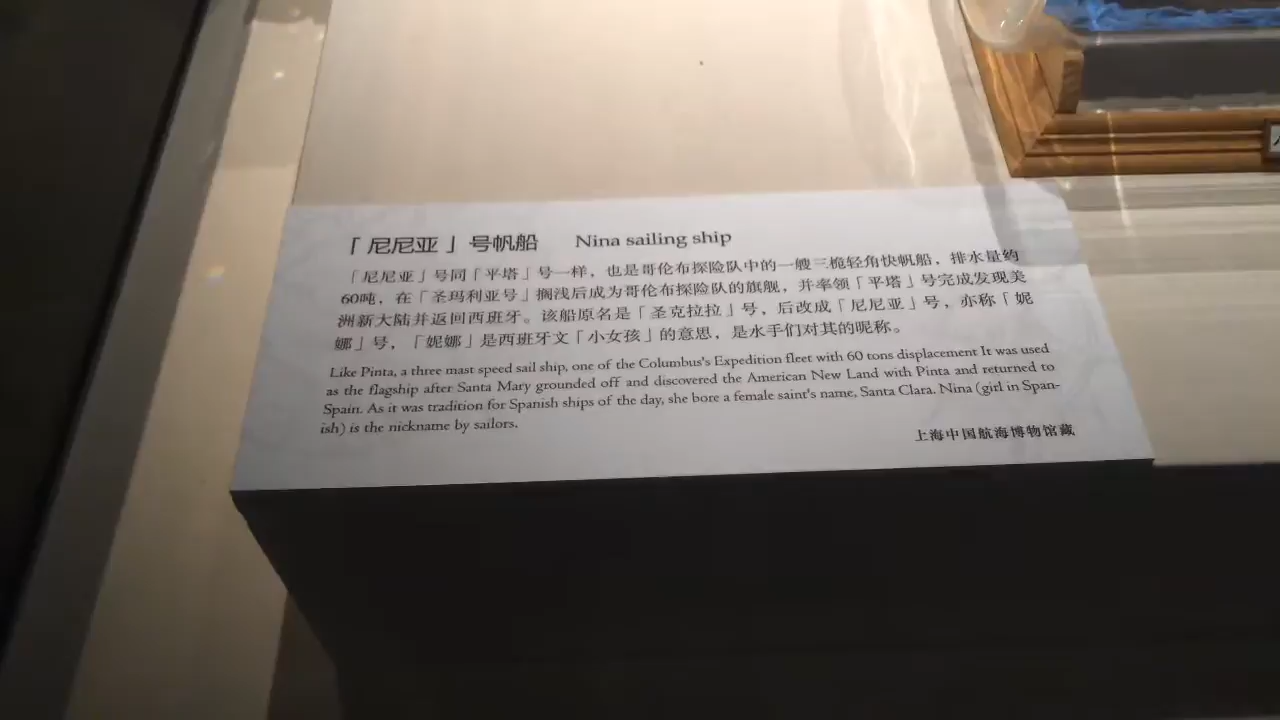 「尼尼亚」号帆船 Nina sailing ship
「尼尼亚」号同「平塔」号一样，也是哥伦布探险队中的一艘三桅轻角快帆船，排水量约
60吨，在「圣玛利亚号」搁浅后成为哥伦布探险队的旗舰，并率领「平塔」号完成发现美
洲新大陆并返回西班牙。该船原名是「圣克拉拉」号，后改成「尼尼亚」号，亦称「妮
娜」号，「妮娜」是西班牙文「小女孩」的意思，是水手们对其的昵称。
Like Pinta, a three mast speed sail ship, one of the Columbus's Expedition fleet with 60 tons displacement It was used
as the flagship after Santa Mary grounded off and discovered the American New Land with Pinta and returned to
Spain. As it was tradition for Spanish ships of the day, she bore a female saint's name, Santa Clara. Nina (girl in Span-
ish) is the nickname by sailors.
上海中国航海博物馆藏